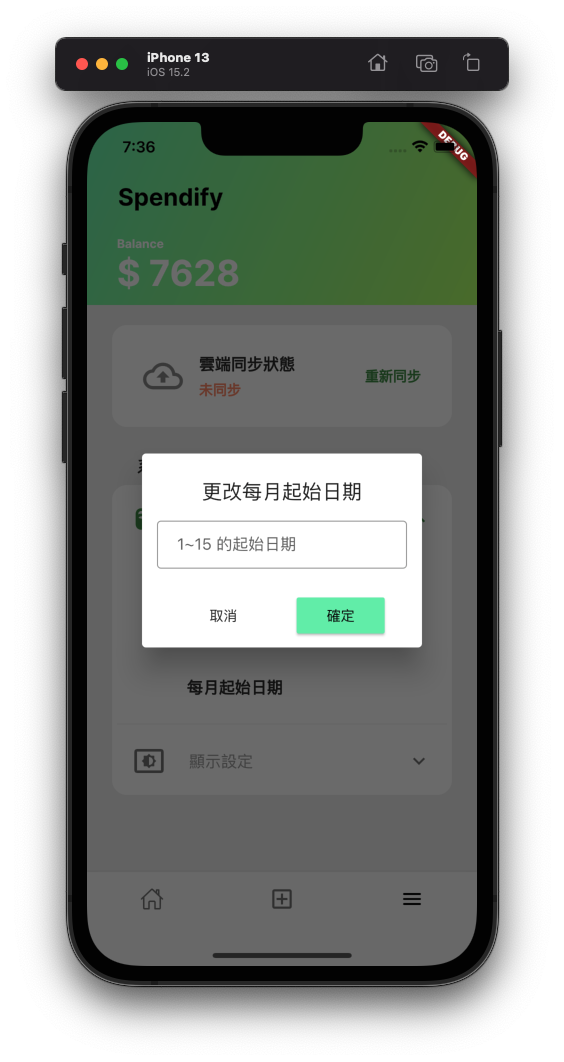 iPhone 13
iOS 15.2
7:36
DEBUG
Spendify
Balance
$ 7628
雲端同步狀態
未同步
重新同步
更改每月起始日期
1~15 的起始日期
取消
確定
每月起始日期
顯示設定